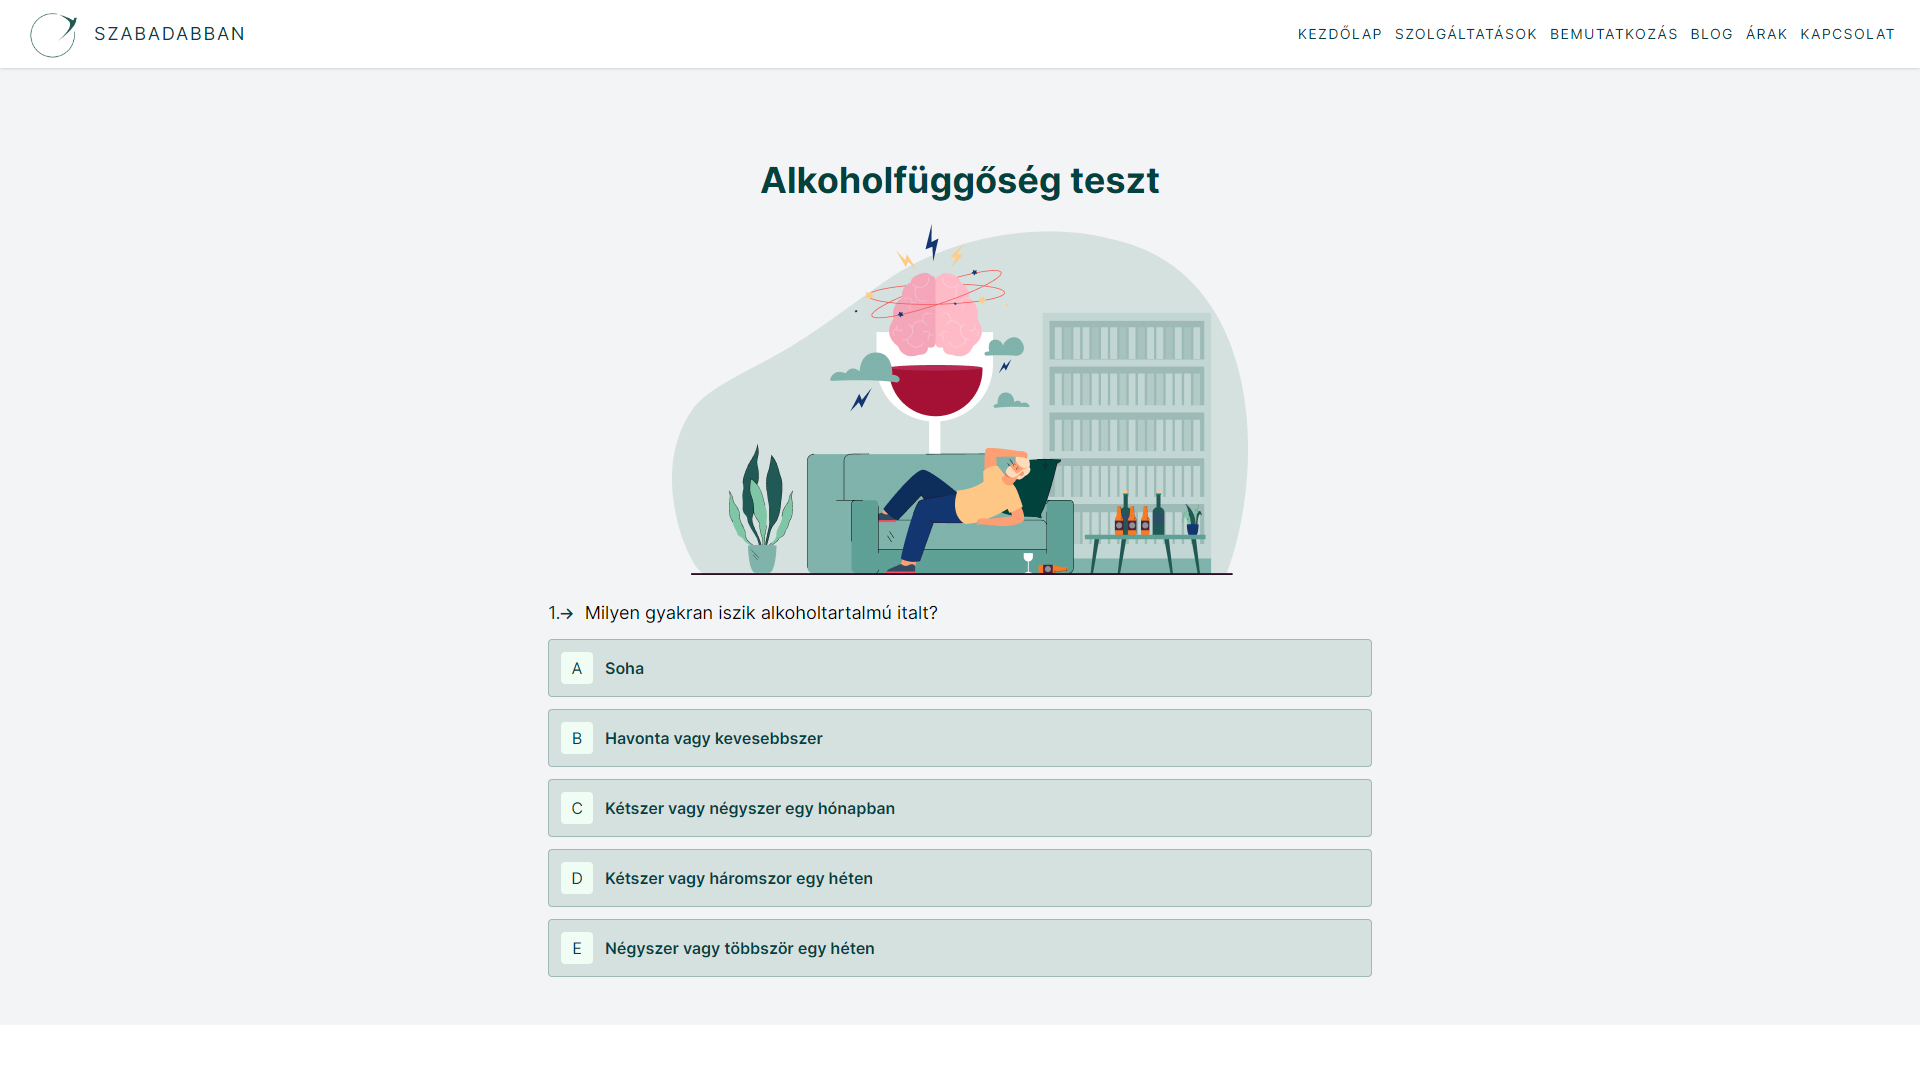 SZABADABBAN
KEZDŐLAP SZOLGÁLTATÁSOK BEMUTATKOZÁS BLOG ÁRAK KAPCSOLAT
Alkoholfüggőség teszt
1.→ Milyen gyakran iszik alkoholtartalmú italt?
A Soha
B Havonta vagy kevesebbszer
C Kétszer vagy négyszer egy hónapban
D Kétszer vagy háromszor egy héten
E Négyszer vagy többször egy héten